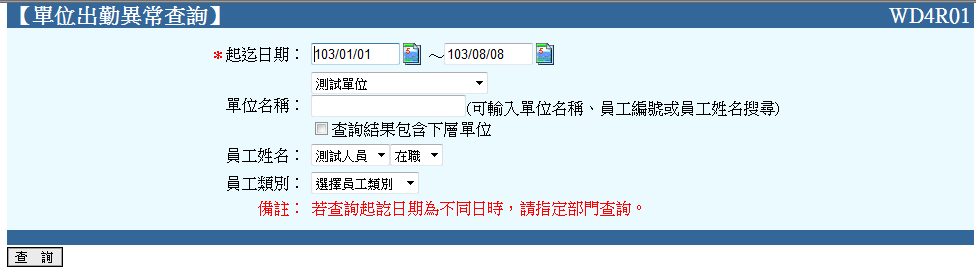 【單位出勤異常查詢】 WD4R01
*起迄日期： 103/01/01 ～ 103/08/08
測試單位
單位名稱： (可輸入單位名稱、員工編號或員工姓名搜尋)
查詢結果包含下層單位
員工姓名： 測試人員 在職
員工類別： 選擇員工類別
備註： 若查詢起訖日期為不同日時，請指定部門查詢。
查 詢